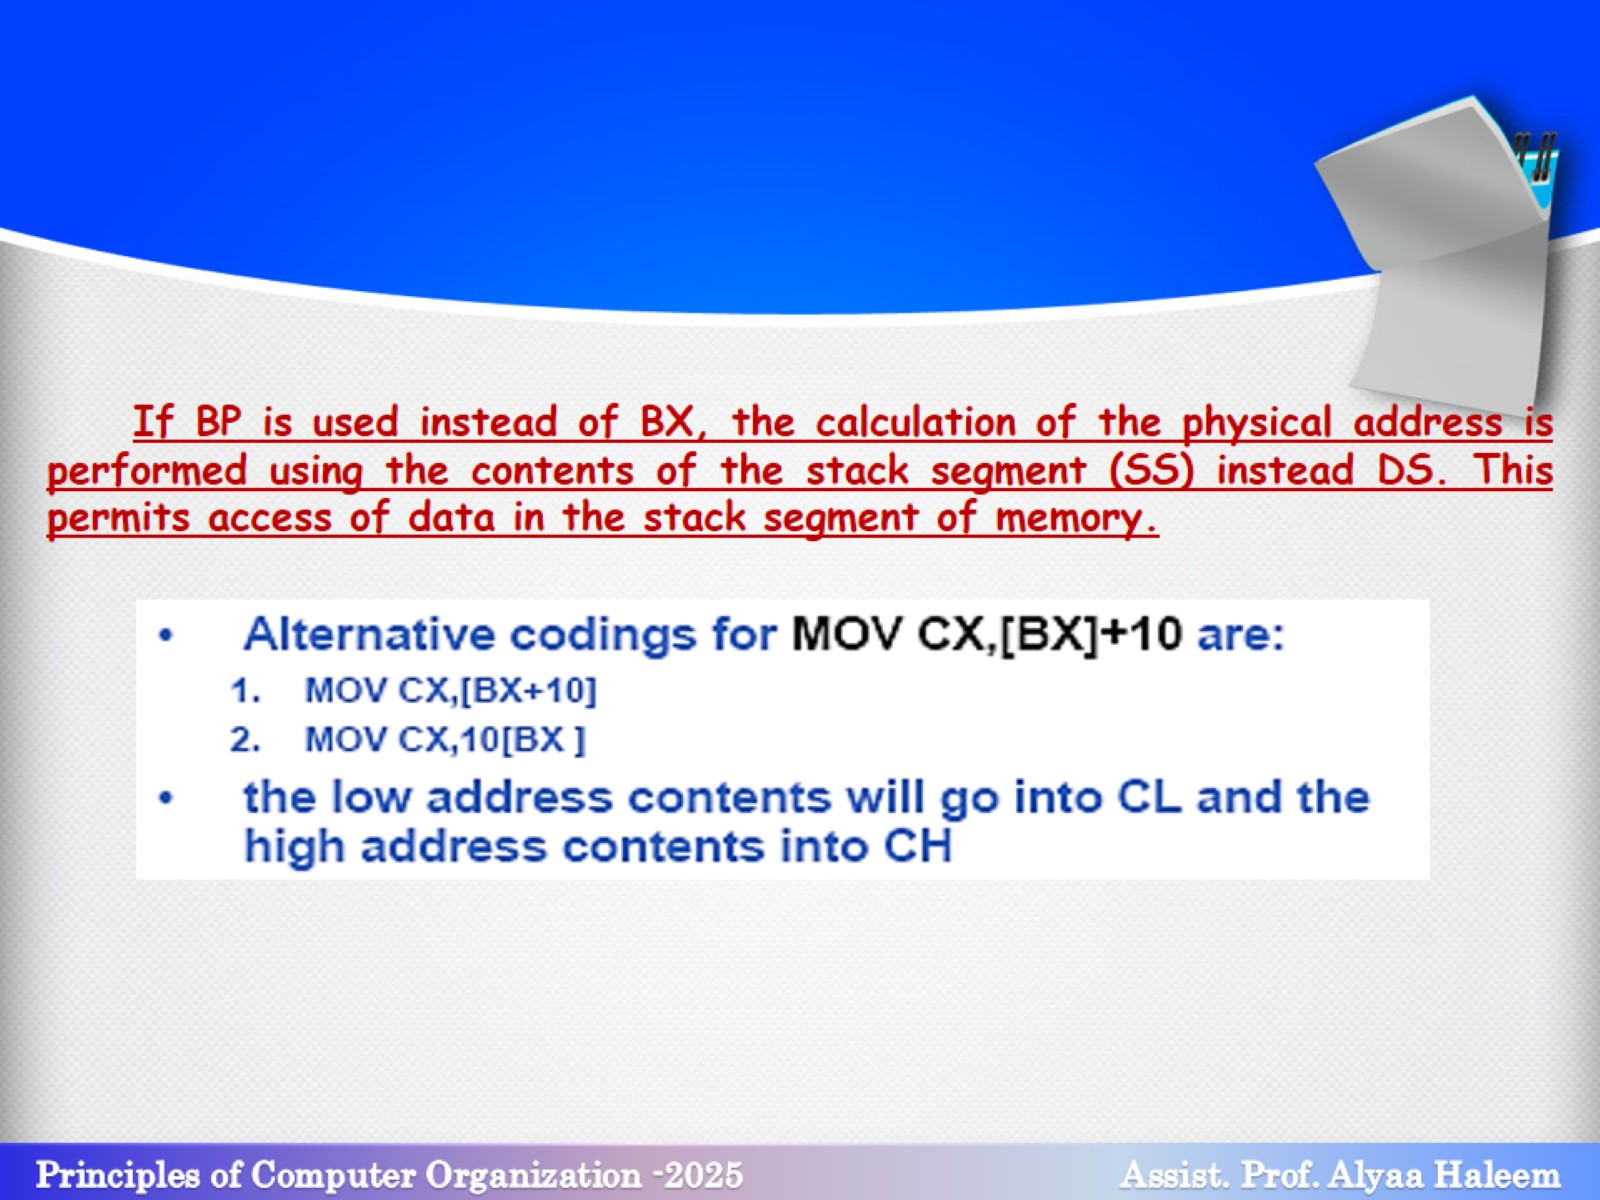 If BP is used instead of BX, the calculation of the physical address is
performed using the contents of the stack segment (SS) instead DS. This
permits access of data in the stack segment of memory.
• Alternative codings for MOV CX,[BX]+10 are:
1. MOV CX,[BX+10]
2. MOV CX,10[BX ]
• the low address contents will go into CL and the
high address contents into CH
Principles of Computer Organization -2025
Assist. Prof. Alyaa Haleem